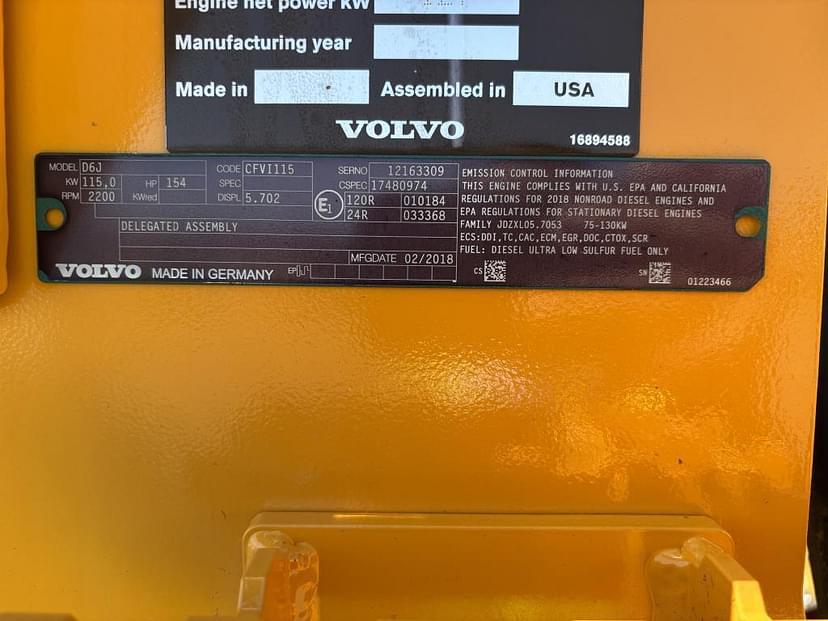 Engine net power kW
Manufacturing year
Made in Assembled in USA
VOLVO
16894588
MODEL D6J CODE CFVI115 SERNO 12163309
KW 115,0 HP 154 SPEC CSPEC 17480974
RPM 2200 KWred DISPL 5.702 E1 120R 010184
24R 033368
DELEGATED ASSEMBLY
MFGDATE 02/2018
VOLVO MADE IN GERMANY EP
EMISSION CONTROL INFORMATION
THIS ENGINE COMPLIES WITH U.S. EPA AND CALIFORNIA
REGULATIONS FOR 2018 NONROAD DIESEL ENGINES AND
EPA REGULATIONS FOR STATIONARY DIESEL ENGINES
FAMILY JDZXL05.7053 75-130KW
ECS:DDI,TC,CAC,ECM,EGR,DOC,CTOX,SCR
FUEL: DIESEL ULTRA LOW SULFUR FUEL ONLY
CS SN 01223466